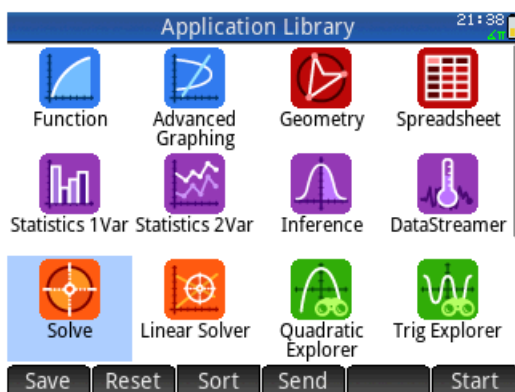 Application Library
21:38
∡π
Function
Advanced Graphing
Geometry
Spreadsheet
Statistics 1Var
Statistics 2Var
Inference
DataStreamer
Solve
Linear Solver
Quadratic Explorer
Trig Explorer
Save
Reset
Sort
Send
Start